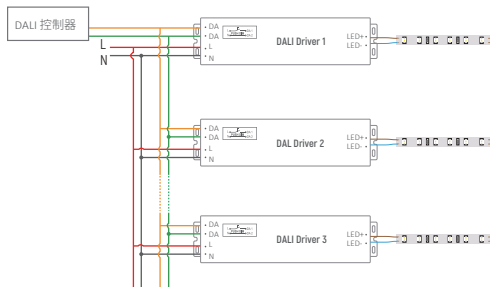 DALI 控制器
L
N
DA
DA
L
N
DALI Driver 1
LED+
LED-
DA
DA
L
N
DAL Driver 2
LED+
LED-
DA
DA
L
N
DALI Driver 3
LED+
LED-